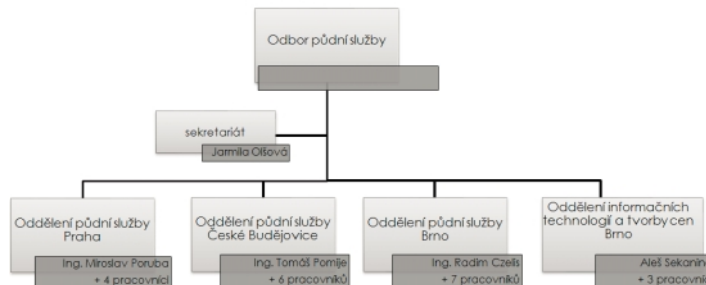 Odbor půdní služby
sekretariát
Jarmila Olšová
Oddělení půdní služby
Praha
Ing. Miroslav Poruba
+ 4 pracovníci
Oddělení půdní služby
České Budějovice
Ing. Tomáš Pomije
+ 6 pracovníků
Oddělení půdní služby
Brno
Ing. Radim Czelis
+ 7 pracovníků
Oddělení informačních
technologií a tvorby cen
Brno
Aleš Sekanin
+ 3 pracovníc